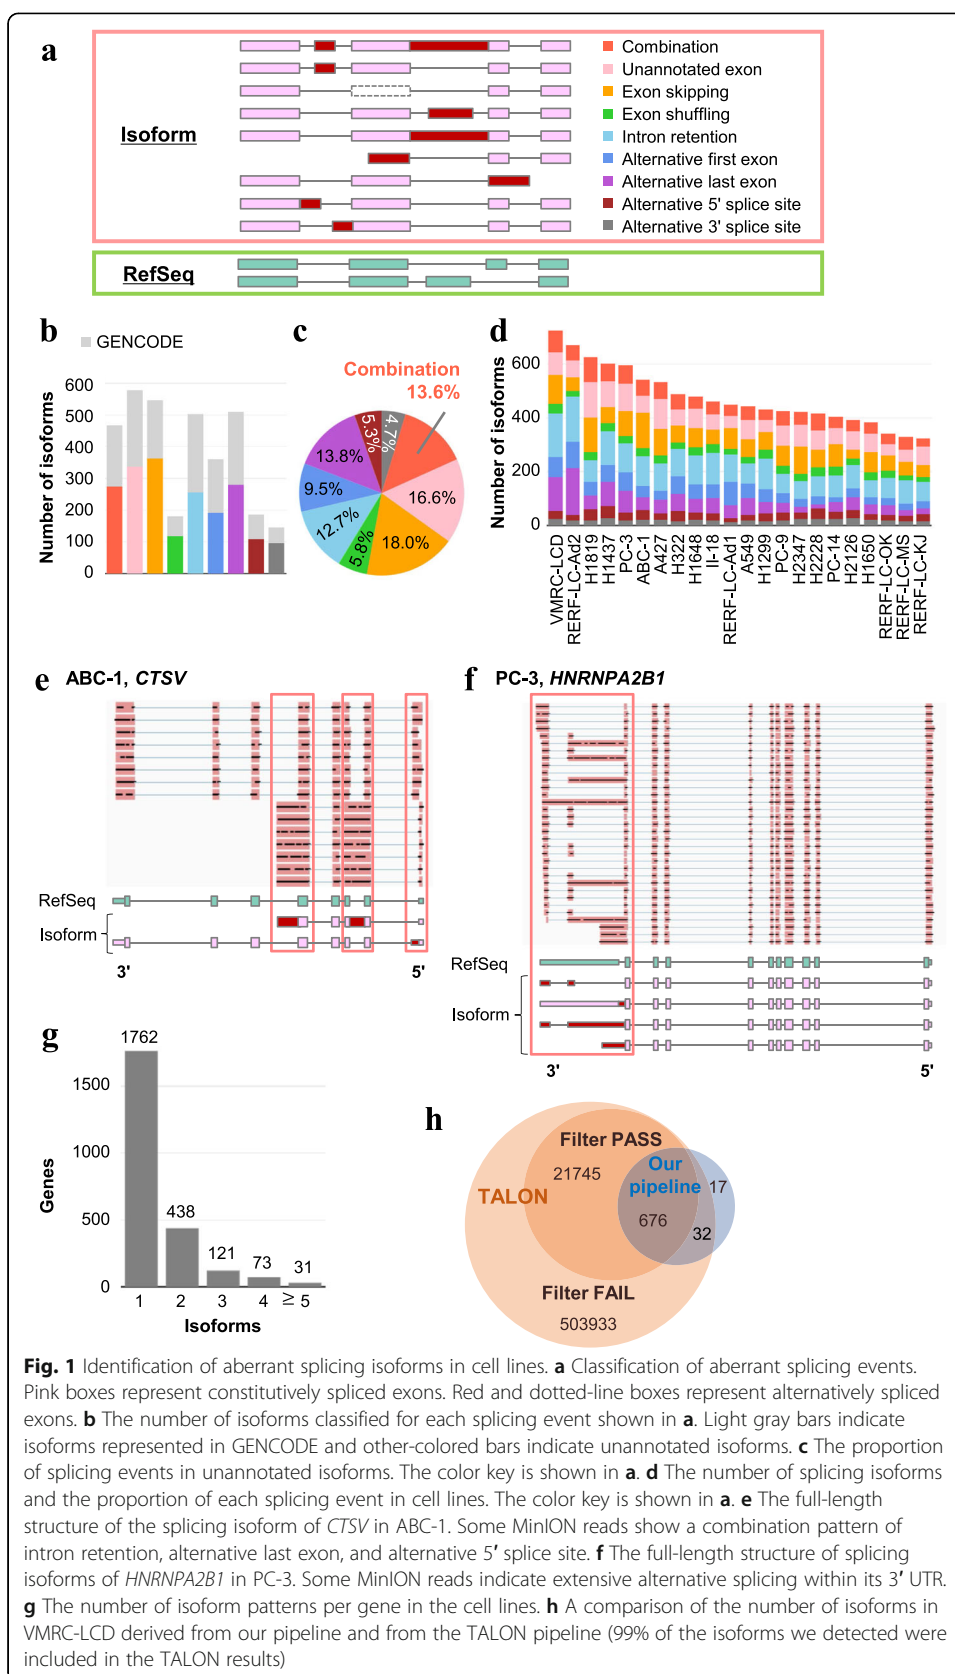 a
Isoform
Combination
Unannotated exon
Exon skipping
Exon shuffling
Intron retention
Alternative first exon
Alternative last exon
Alternative 5' splice site
Alternative 3' splice site
RefSeq
b
GENCODE
Number of isoforms
600
500
400
300
200
100
0
c
Combination
13.6%
16.6%
18.0%
5.8%
12.7%
9.5%
13.8%
5.3%
4.7%
d
Number of isoforms
600
400
200
0
VMRC-LCD
RERF-LC-Ad2
H1819
H1437
PC-3
ABC-1
A427
H322
H1648
II-18
RERF-LC-Ad1
A549
H1299
PC-9
H2347
H2228
PC-14
H2126
H1650
RERF-LC-OK
RERF-LC-MS
RERF-LC-KJ
e ABC-1, CTSV
RefSeq
Isoform
3' 5'
f PC-3, HNRNPA2B1
RefSeq
Isoform
3' 5'
g
Genes
1500
1000
500
0
1762
438
121
73
31
1 2 3 4 ≥ 5
Isoforms
h
Filter PASS
21745
Our
pipeline
17
TALON
676
32
Filter FAIL
503933
Fig. 1 Identification of aberrant splicing isoforms in cell lines. a Classification of aberrant splicing events.
Pink boxes represent constitutively spliced exons. Red and dotted-line boxes represent alternatively spliced
exons. b The number of isoforms classified for each splicing event shown in a. Light gray bars indicate
isoforms represented in GENCODE and other-colored bars indicate unannotated isoforms. c The proportion
of splicing events in unannotated isoforms. The color key is shown in a. d The number of splicing isoforms
and the proportion of each splicing event in cell lines. The color key is shown in a. e The full-length
structure of the splicing isoform of CTSV in ABC-1. Some MinION reads show a combination pattern of
intron retention, alternative last exon, and alternative 5′ splice site. f The full-length structure of splicing
isoforms of HNRNPA2B1 in PC-3. Some MinION reads indicate extensive alternative splicing within its 3′ UTR.
g The number of isoform patterns per gene in the cell lines. h A comparison of the number of isoforms in
VMRC-LCD derived from our pipeline and from the TALON pipeline (99% of the isoforms we detected were
included in the TALON results)